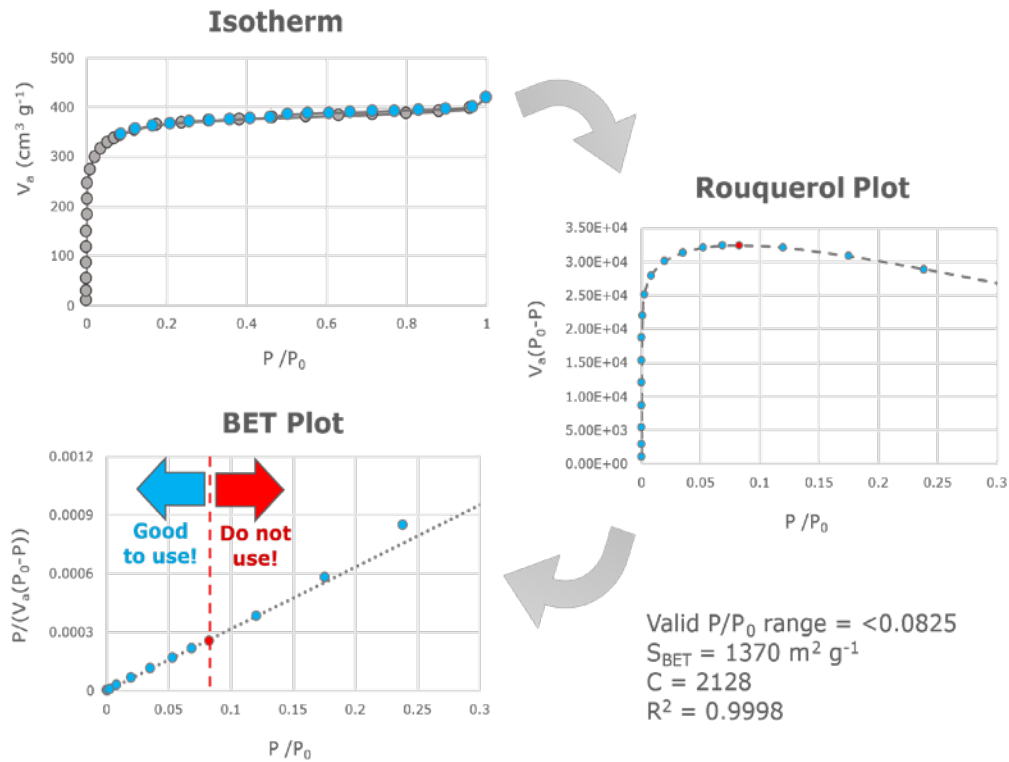 Isotherm
500
400
300
200
100
0
Vₐ (cm³ g⁻¹)
0
0.2
0.4
0.6
0.8
1
P /P₀
Rouquerol Plot
3.50E+04
3.00E+04
2.50E+04
2.00E+04
1.50E+04
1.00E+04
5.00E+03
0.00E+00
Vₐ(P₀-P)
0
0.05
0.1
0.15
0.2
0.25
0.3
P /P₀
BET Plot
0.0012
0.0009
0.0006
0.0003
0
P/(Vₐ(P₀-P))
Good
to use!
Do not
use!
0
0.05
0.1
0.15
0.2
0.25
0.3
P /P₀
Valid P/P₀ range = <0.0825
S_BET = 1370 m² g⁻¹
C = 2128
R² = 0.9998